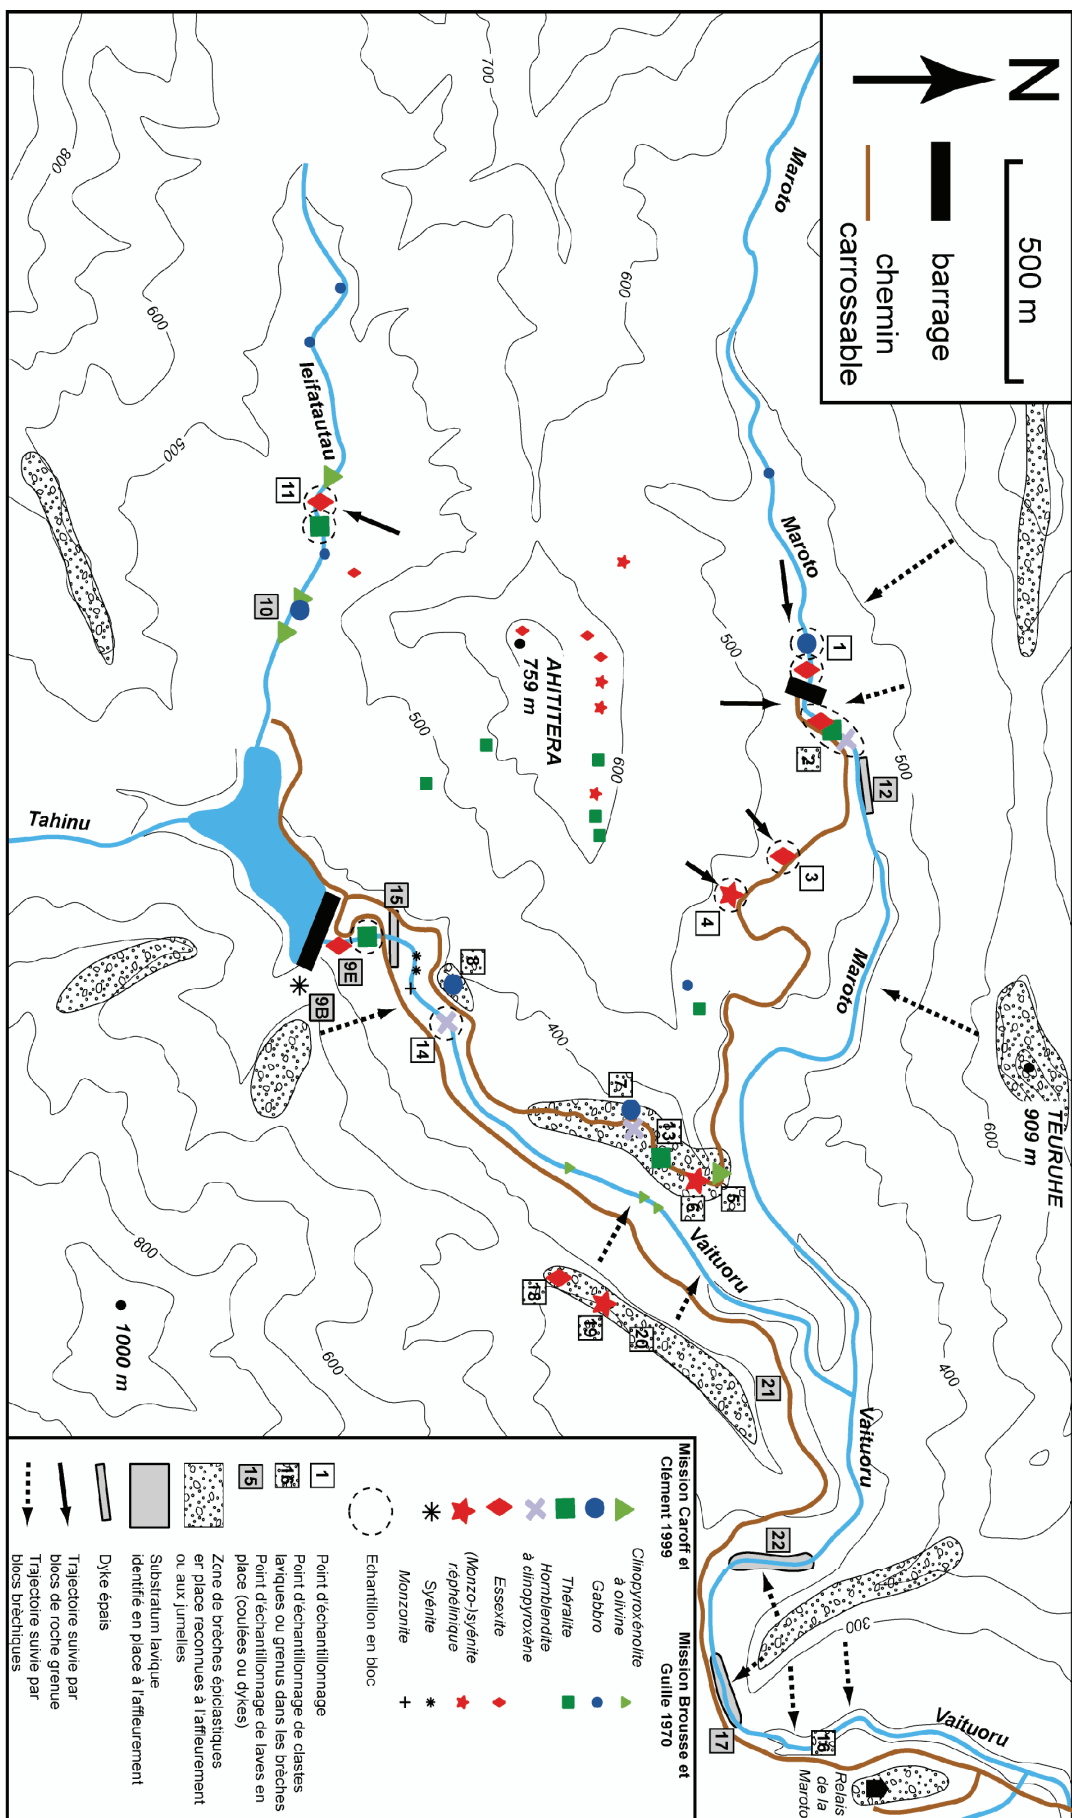 N
500 m
barrage
chemin
carrossable
Maroto
Maroto
Maroto
Ieifatautau
Tahinu
Vaituoru
Vaituoru
Vaituoru
AHITITERA
759 m
TEURUHE
909 m
1000 m
Relais
de la
Maroto
700
800
600
500
600
500
500
600
500
600
400
400
300
600
800
1
2
3
4
5
6
7
8
9E
9B
10
11
12
13
14
15
16
17
18
19
20
21
22
Mission Caroff et
Clément 1999
Mission Brousse et
Guille 1970
Clinopyroxénolite
à olivine
Gabbro
Théralite
Hornblendite
à clinopyroxène
Essexite
(Monzo-)syénite
néphélinique
Syénite
Monzonite
Echantillon en bloc
1
Point d'échantillonnage
16
Point d'échantillonnage de clastes
laviques ou grenus dans les brèches
15
Point d'échantillonnage de laves en
place (coulées ou dykes)
Zone de brèches épiclastiques
en place reconnues à l'affleurement
ou aux jumelles
Substratum lavique
identifié en place à l'affleurement
Dyke épais
Trajectoire suivie par
blocs de roche grenue
Trajectoire suivie par
blocs bréchiques